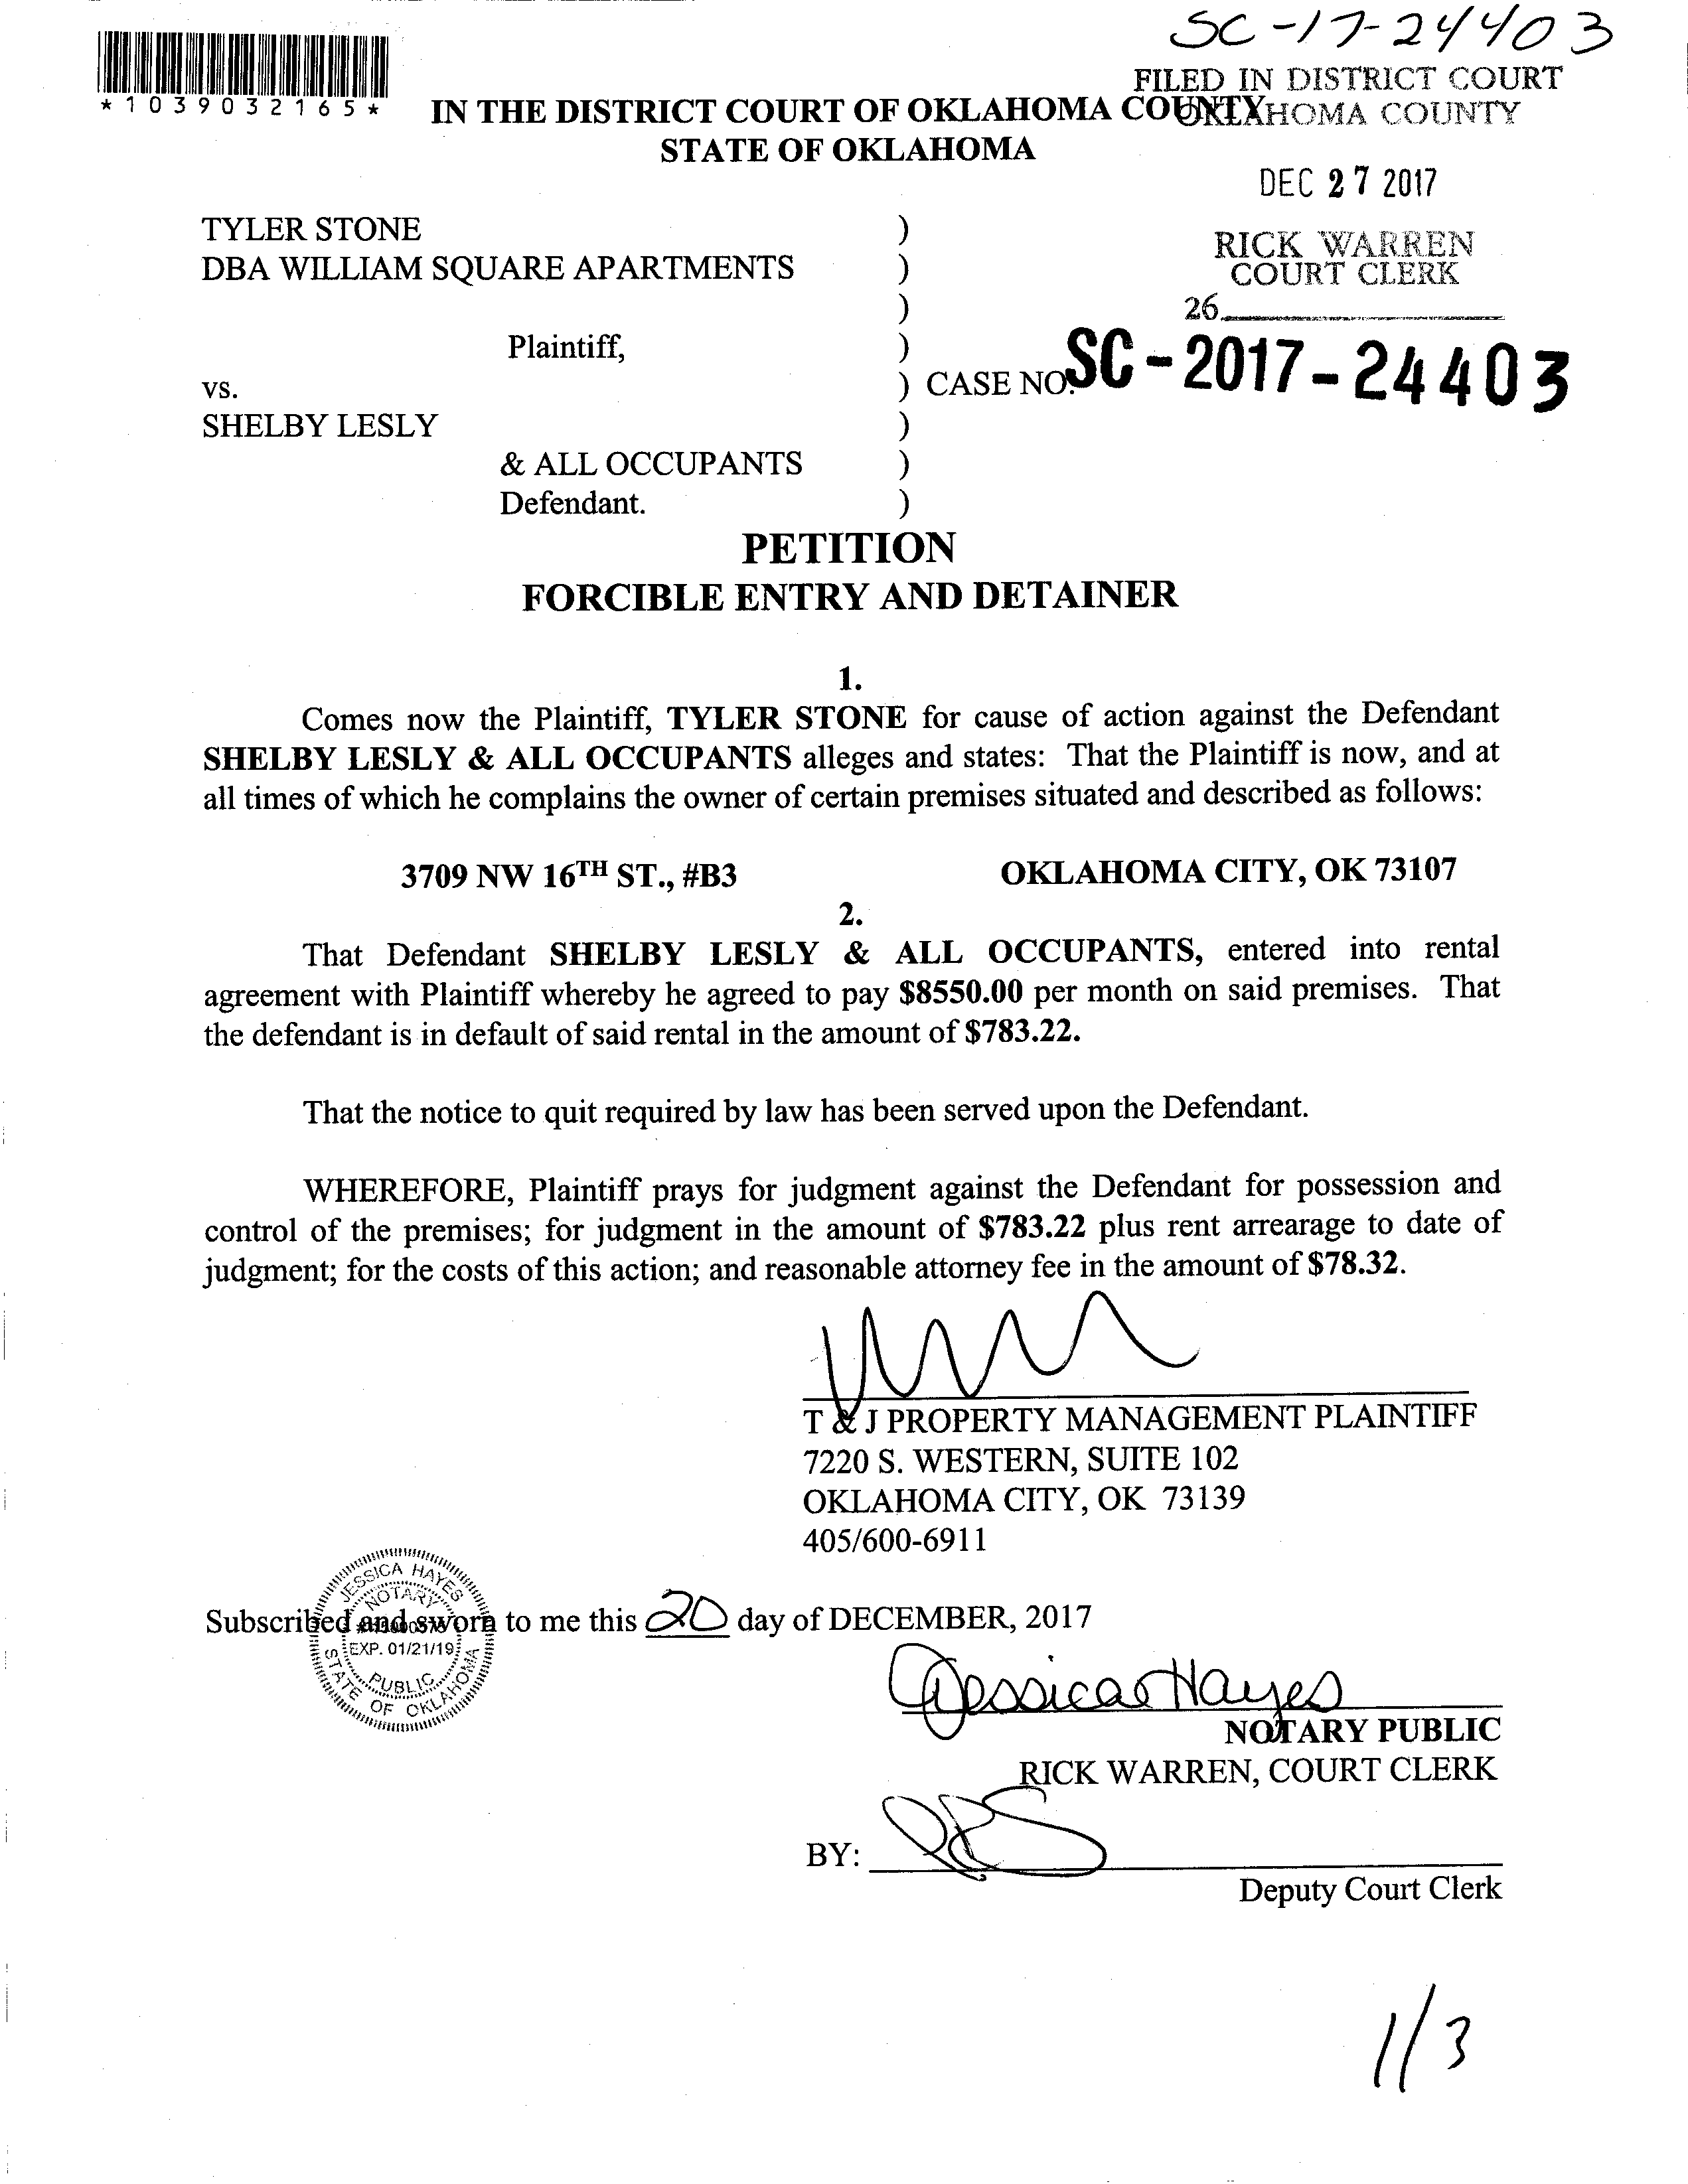 SC-17-24403
*1039032165*
FILED IN DISTRICT COURT
OKLAHOMA COUNTY
IN THE DISTRICT COURT OF OKLAHOMA COUNTY
STATE OF OKLAHOMA
DEC 27 2017
RICK WARREN
COURT CLERK
26
TYLER STONE )
DBA WILLIAM SQUARE APARTMENTS )
)
Plaintiff, )
vs. ) CASE NO. SC-2017-24403
SHELBY LESLY )
& ALL OCCUPANTS )
Defendant. )
PETITION
FORCIBLE ENTRY AND DETAINER
1.
Comes now the Plaintiff, TYLER STONE for cause of action against the Defendant
SHELBY LESLY & ALL OCCUPANTS alleges and states: That the Plaintiff is now, and at
all times of which he complains the owner of certain premises situated and described as follows:
3709 NW 16TH ST., #B3 OKLAHOMA CITY, OK 73107
2.
That Defendant SHELBY LESLY & ALL OCCUPANTS, entered into rental
agreement with Plaintiff whereby he agreed to pay $8550.00 per month on said premises. That
the defendant is in default of said rental in the amount of $783.22.
That the notice to quit required by law has been served upon the Defendant.
WHEREFORE, Plaintiff prays for judgment against the Defendant for possession and
control of the premises; for judgment in the amount of $783.22 plus rent arrearage to date of
judgment; for the costs of this action; and reasonable attorney fee in the amount of $78.32.
T & J PROPERTY MANAGEMENT PLAINTIFF
7220 S. WESTERN, SUITE 102
OKLAHOMA CITY, OK 73139
405/600-6911
Subscribed and sworn to me this 20 day of DECEMBER, 2017
JESSICA HAYES
NOTARY
EXP. 01/21/19
PUBLIC
STATE OF OKLAHOMA
Jessica Hayes
NOTARY PUBLIC
RICK WARREN, COURT CLERK
BY:
Deputy Court Clerk
1/3